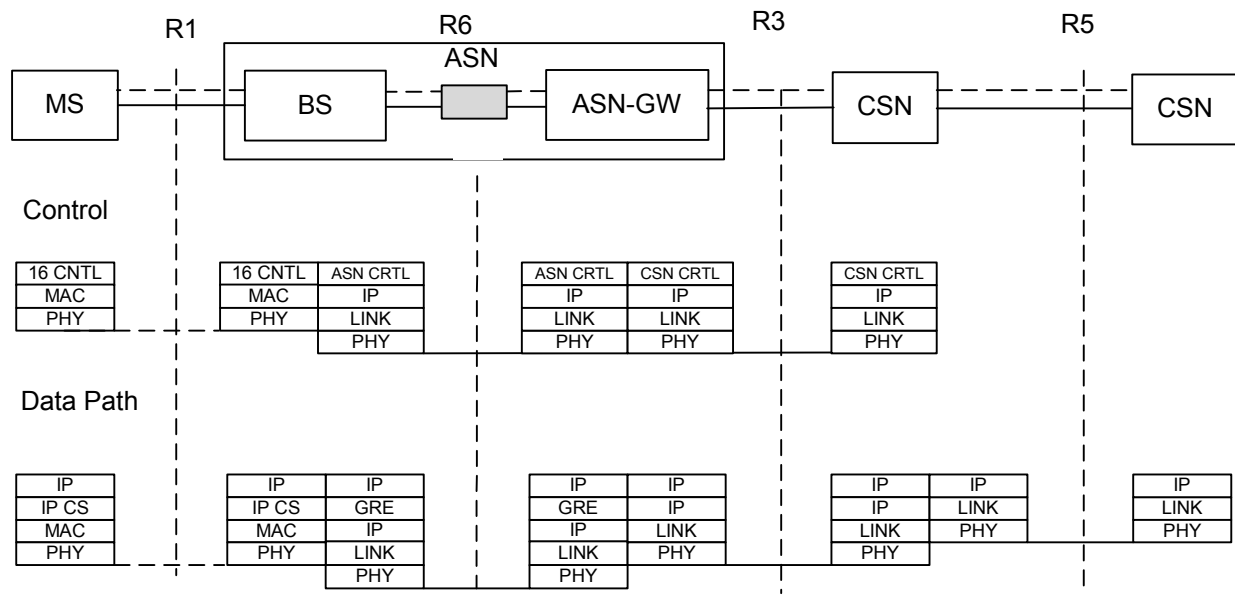 R1 R6 R3 R5
ASN
MS BS ASN-GW CSN CSN
Control
16 CNTL 16 CNTL ASN CRTL ASN CRTL CSN CRTL CSN CRTL
MAC MAC IP IP IP IP
PHY PHY LINK LINK LINK LINK
PHY PHY PHY PHY
Data Path
IP IP IP IP IP IP IP IP
IP CS IP CS GRE GRE IP IP LINK LINK
MAC MAC IP IP LINK LINK PHY PHY
PHY PHY LINK LINK PHY PHY
PHY PHY